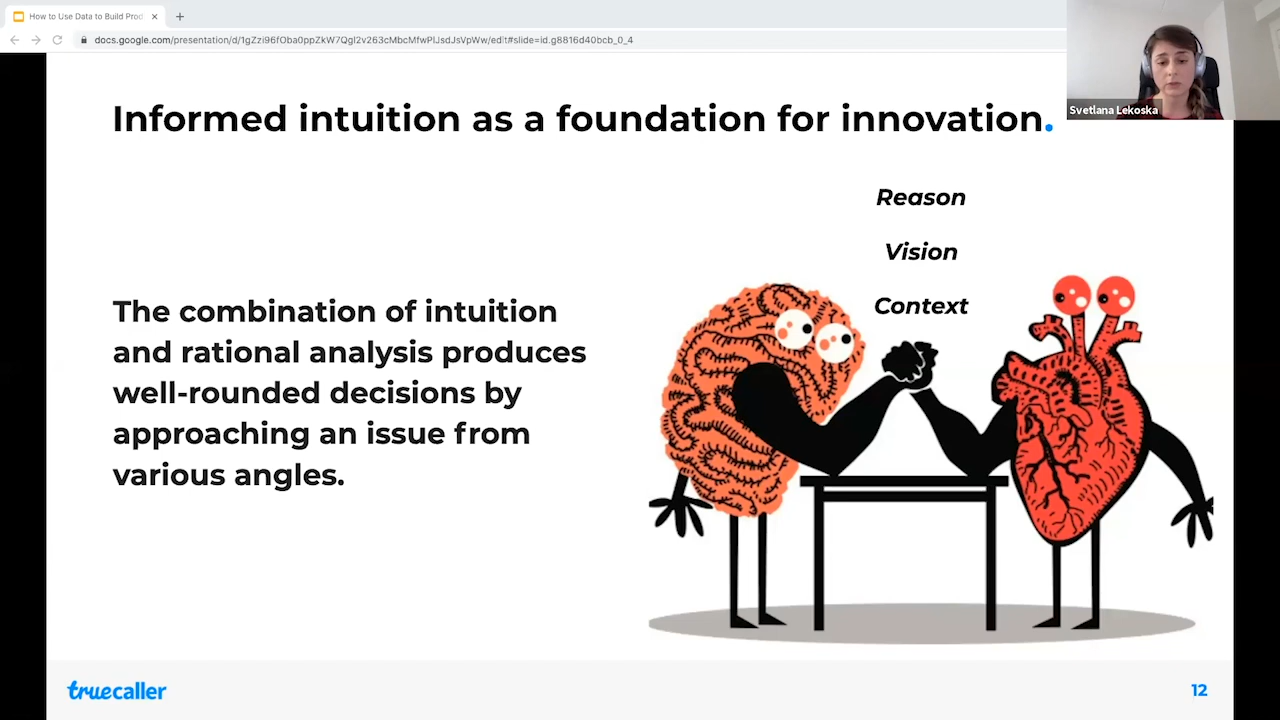 How to Use Data to Build Prod
docs.google.com/presentation/d/1gZzi96fOba0ppZkW7QgI2v263cMbcMfwPIJsdJsVpWw/edit#slide=id.g8816d40bcb_0_4
Svetlana Lekoska
Informed intuition as a foundation for innovation.
Reason
Vision
Context
The combination of intuition
and rational analysis produces
well-rounded decisions by
approaching an issue from
various angles.
truecaller
12